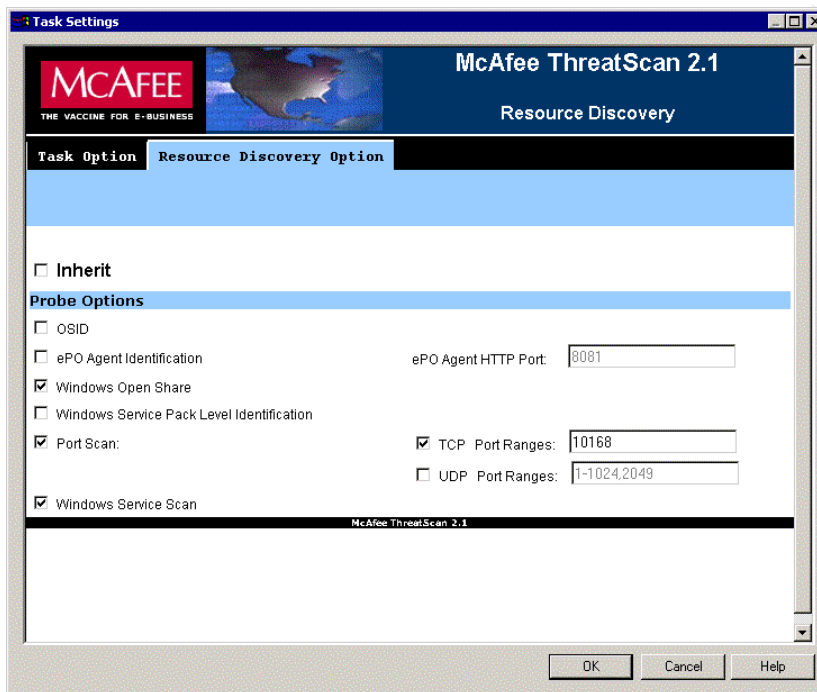 Task Settings
McAFEE
THE VACCINE FOR E-BUSINESS
McAfee ThreatScan 2.1
Resource Discovery
Task Option Resource Discovery Option
Inherit
Probe Options
OSID
ePO Agent Identification ePO Agent HTTP Port: 8081
Windows Open Share
Windows Service Pack Level Identification
Port Scan: TCP Port Ranges: 10168
UDP Port Ranges: 1-1024,2049
Windows Service Scan
McAfee ThreatScan 2.1
OK Cancel Help